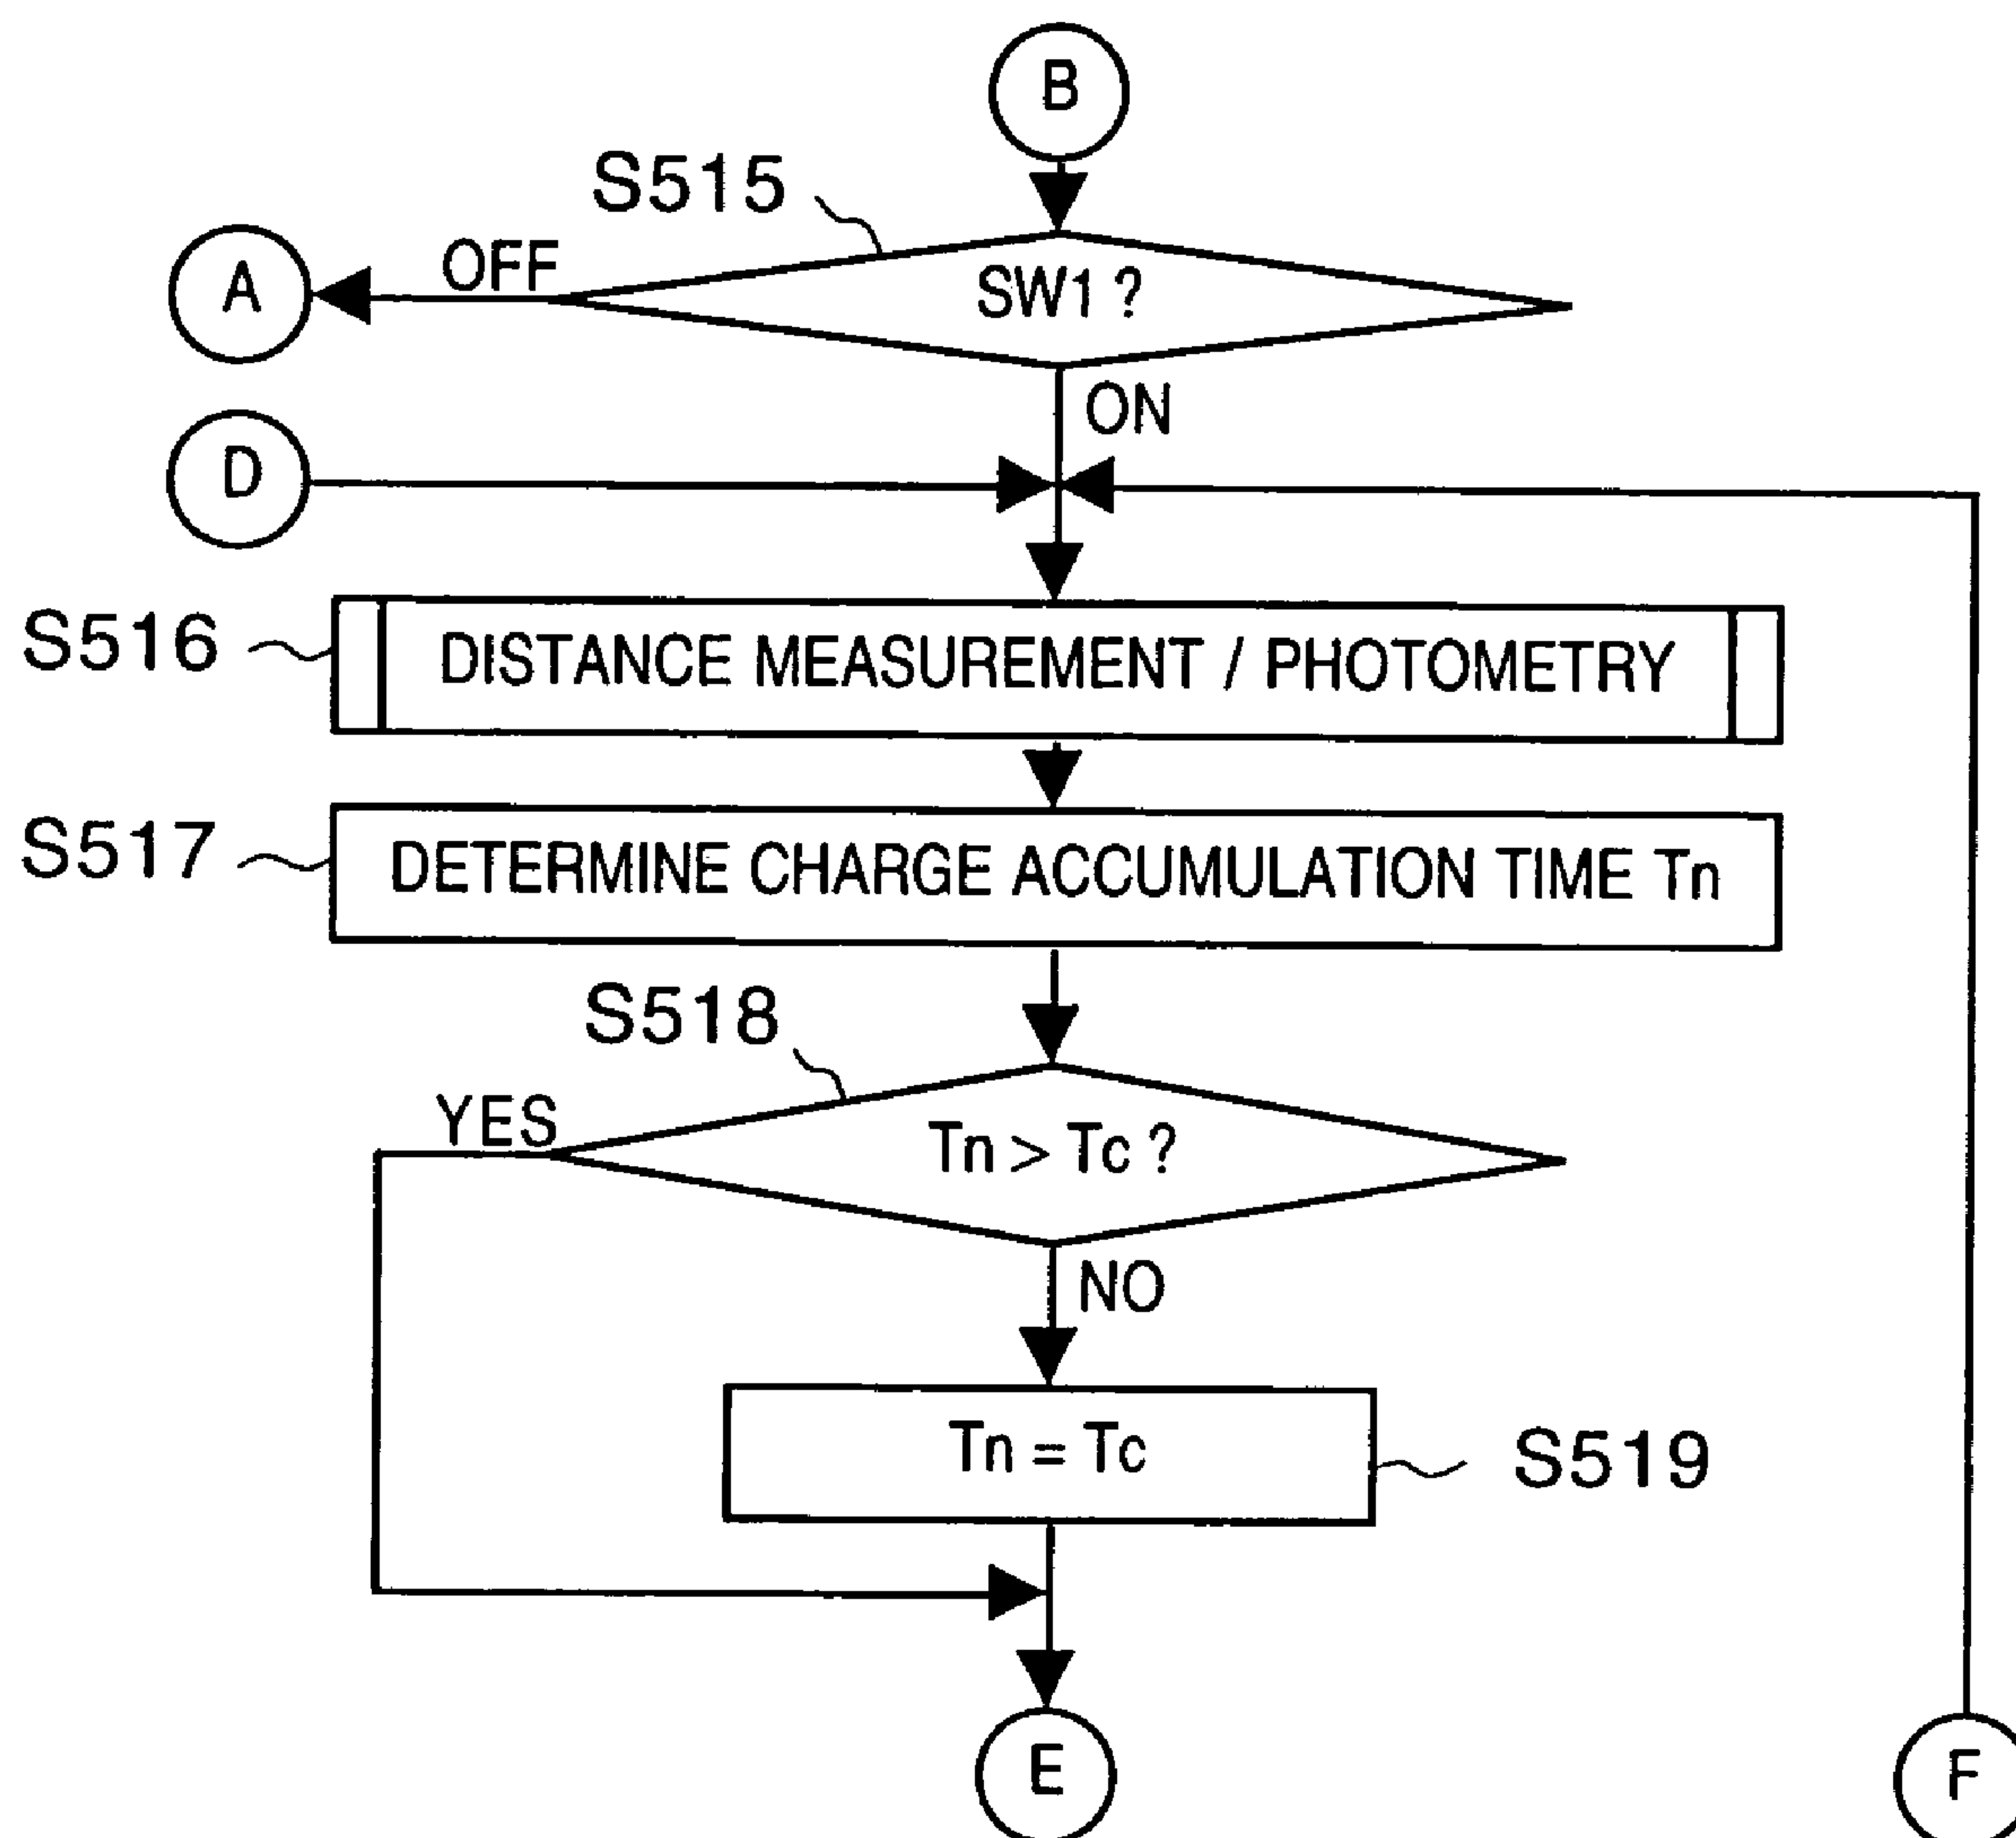 B
S515
A
OFF
SW1 ?
ON
D
S516
DISTANCE MEASUREMENT / PHOTOMETRY
S517
DETERMINE CHARGE ACCUMULATION TIME Tn
S518
YES
Tn > Tc ?
NO
Tn = Tc
S519
E
F